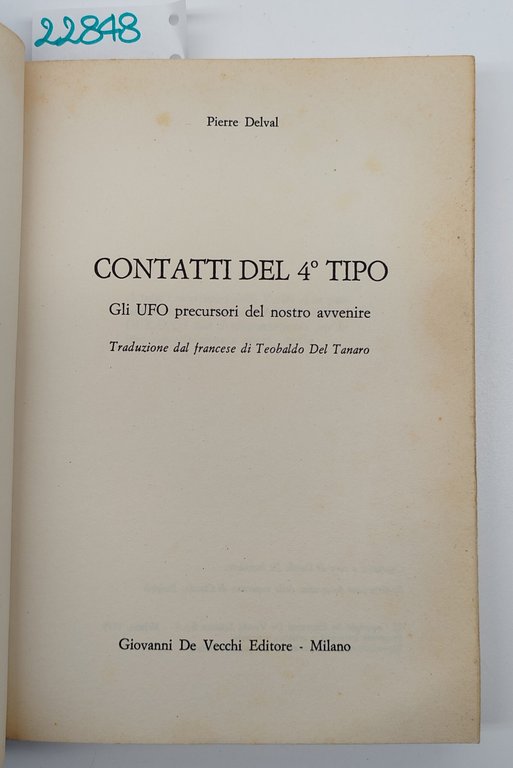 22848
Pierre Delval
CONTATTI DEL 4° TIPO
Gli UFO precursori del nostro avvenire
Traduzione dal francese di Teobaldo Del Tanaro
Giovanni De Vecchi Editore - Milano